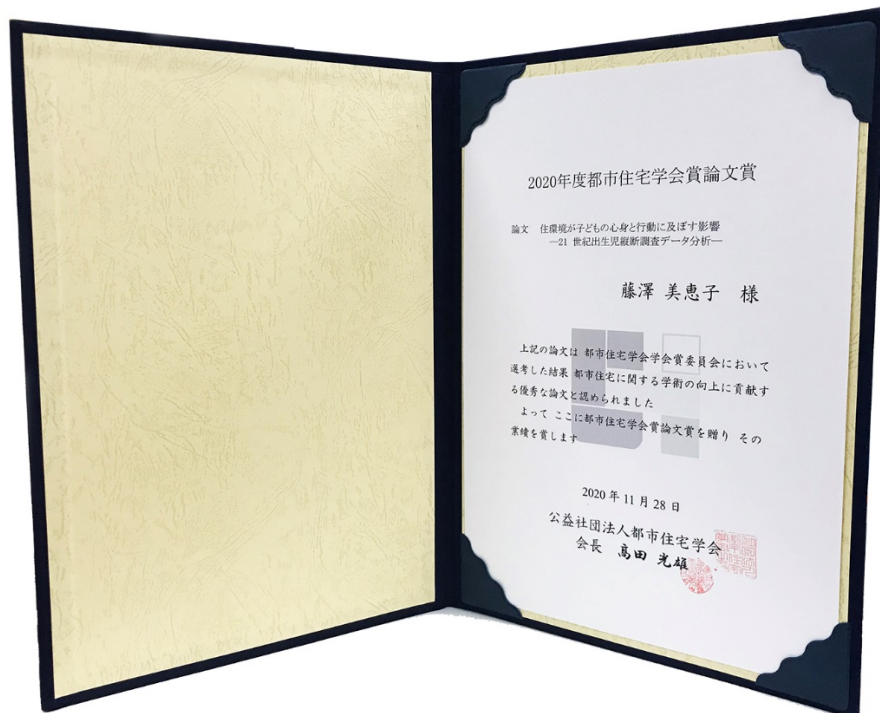 2020年度都市住宅学会賞論文賞
論文 住環境が子どもの心身と行動に及ぼす影響
―21 世紀出生児縦断調査データ分析―
藤澤 美恵子 様
上記の論文は 都市住宅学会学会賞委員会において
選考した結果 都市住宅に関する学術の向上に貢献す
る優秀な論文と認められました
よって ここに都市住宅学会賞論文賞を贈り その
業績を賞します
2020 年 11 月 28 日
公益社団法人都市住宅学会
会長 髙田 光雄